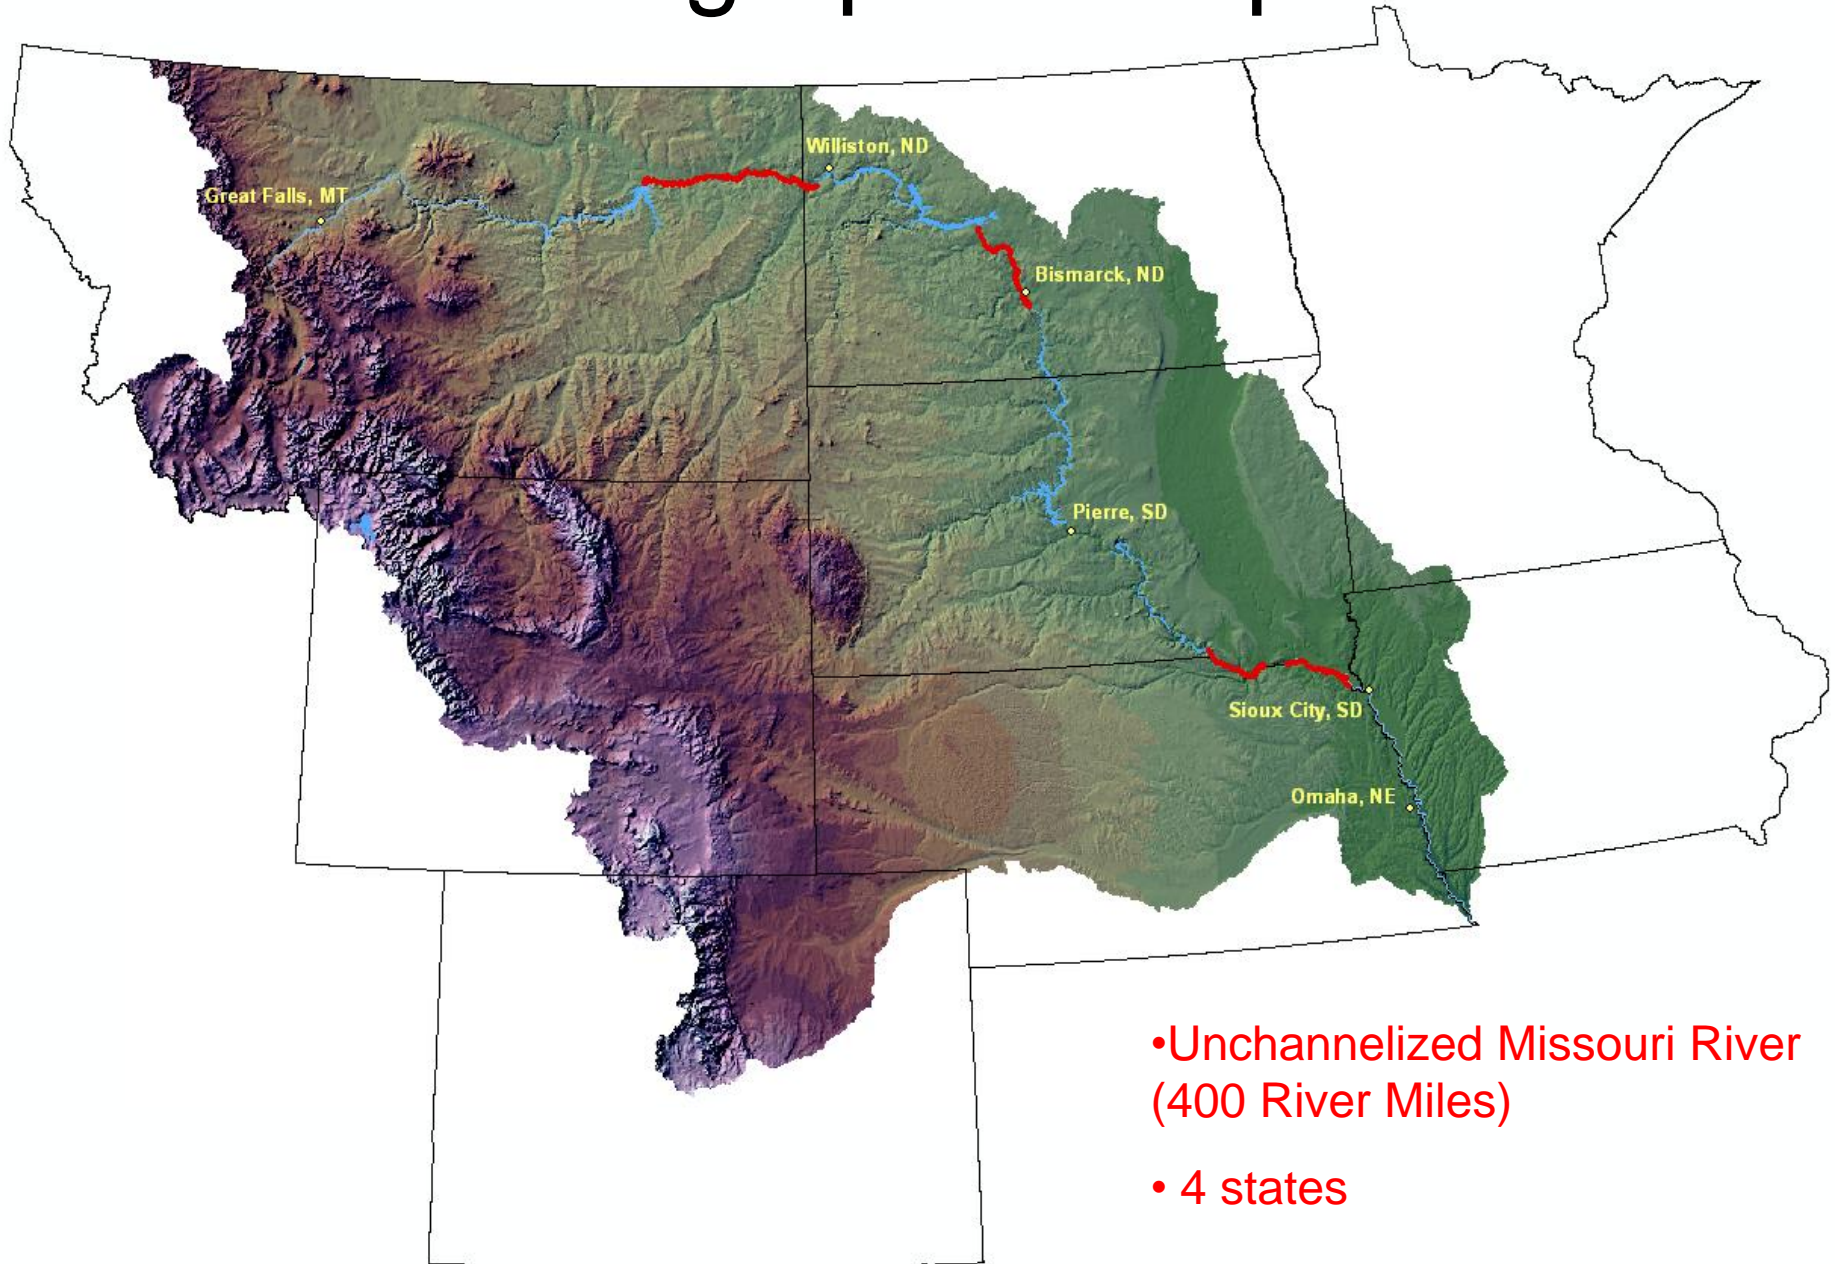 Williston, ND
Great Falls, MT
Bismarck, ND
Pierre, SD
Sioux City, SD
Omaha, NE
•Unchannelized Missouri River
(400 River Miles)
• 4 states